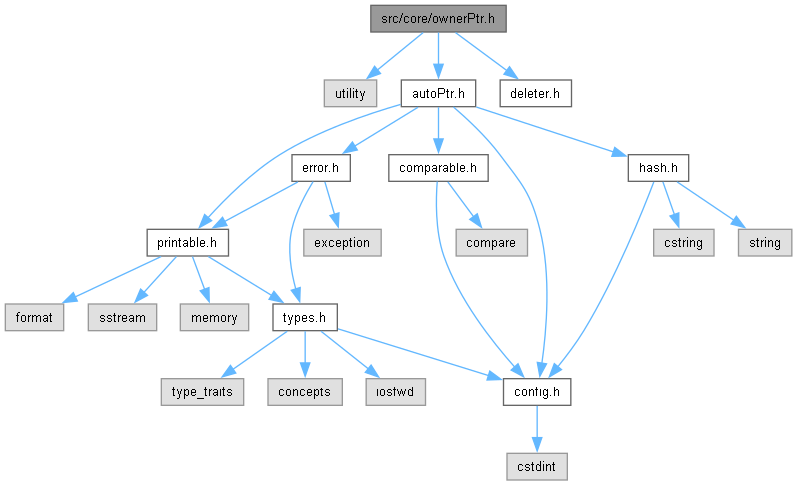 src/core/ownerPtr.h
utility
autoPtr.h
deleter.h
error.h
comparable.h
hash.h
printable.h
exception
compare
cstring
string
format
sstream
memory
types.h
type_traits
concepts
iosfwd
config.h
cstdint